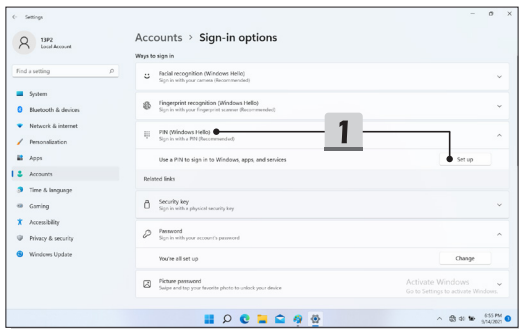 Settings
13P2
Local Account
Find a setting
System
Bluetooth & devices
Network & internet
Personalization
Apps
Accounts
Time & language
Gaming
Accessibility
Privacy & security
Windows Update
Accounts > Sign-in options
Ways to sign in
Facial recognition (Windows Hello)
Sign in with your camera (Recommended)
Fingerprint recognition (Windows Hello)
Sign in with your fingerprint scanner (Recommended)
PIN (Windows Hello)
Sign in with a PIN (Recommended)
1
Use a PIN to sign in to Windows, apps, and services
Set up
Related links
Security key
Sign in with a physical security key
Password
Sign in with your account's password
You're all set up
Change
Picture password
Swipe and tap your favorite photo to unlock your device
Activate Windows
Go to Settings to activate Windows.
6:55 PM
9/14/2021